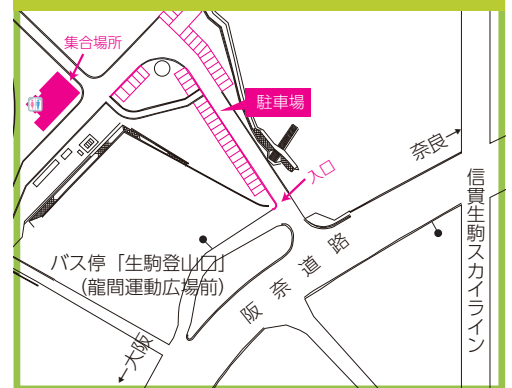 集合場所
駐車場
入口
奈良
信貴生駒スカイライン
バス停「生駒登山口」
(龍間運動広場前)
阪奈道路
大阪